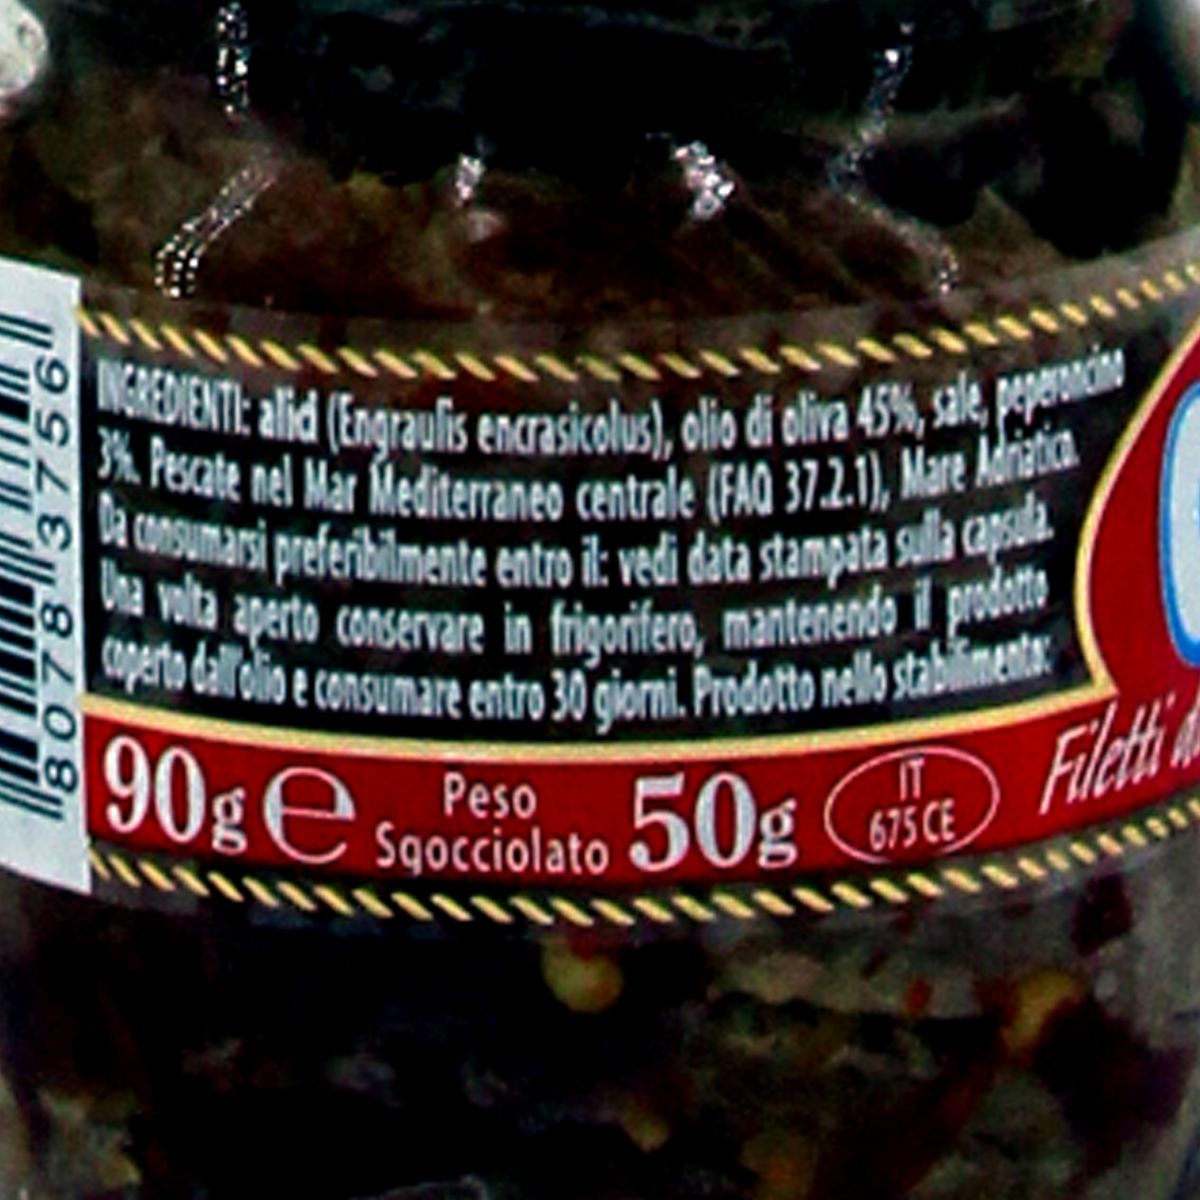 INGREDIENTI: alici (Engraulis encrasicolus), olio di oliva 45%, sale, peperoncino
3%. Pescate nel Mar Mediterraneo centrale (FAO 37.2.1), Mare Adriatico.
Da consumarsi preferibilmente entro il: vedi data stampata sulla capsula.
Una volta aperto conservare in frigorifero, mantenendo il prodotto
coperto dall'olio e consumare entro 30 giorni. Prodotto nello stabilimento:
90g e Peso Sgocciolato 50g
IT
675 CE
Filetti
80783756